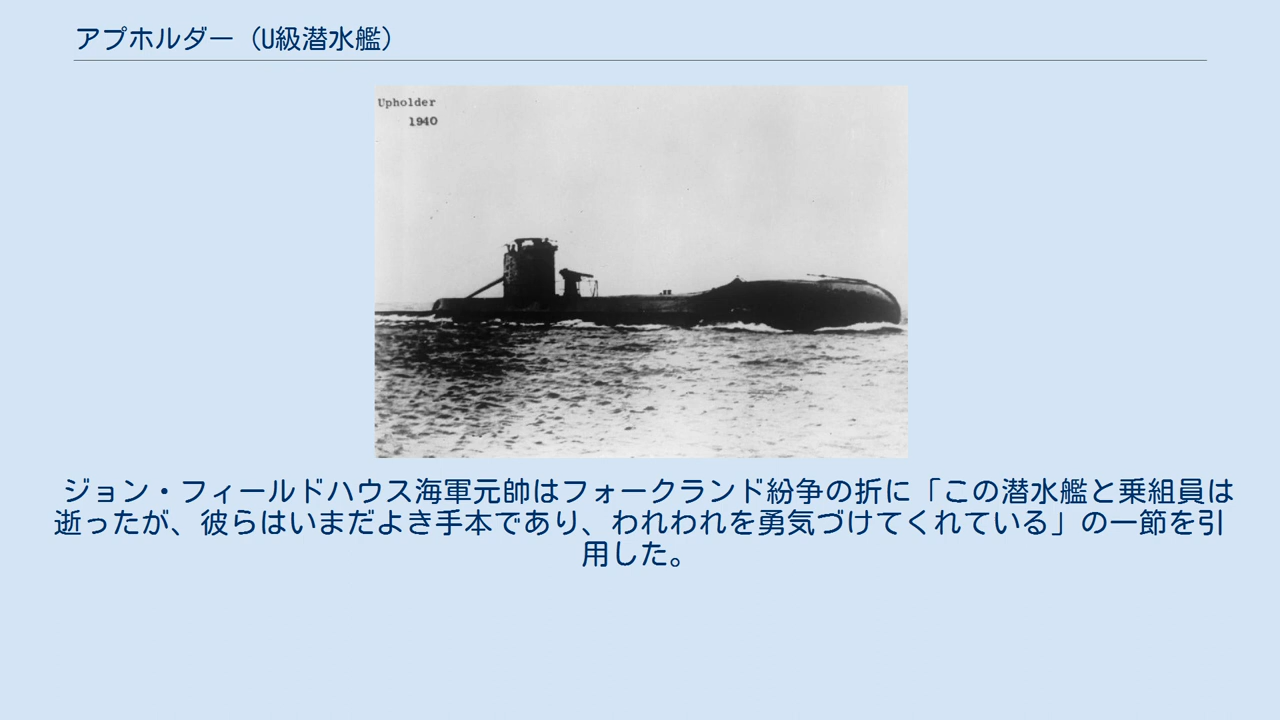 アプホルダー（U級潜水艦）
Upholder
1940
ジョン・フィールドハウス海軍元帥はフォークランド紛争の折に「この潜水艦と乗組員は
逝ったが、彼らはいまだよき手本であり、われわれを勇気づけてくれている」の一節を引
用した。